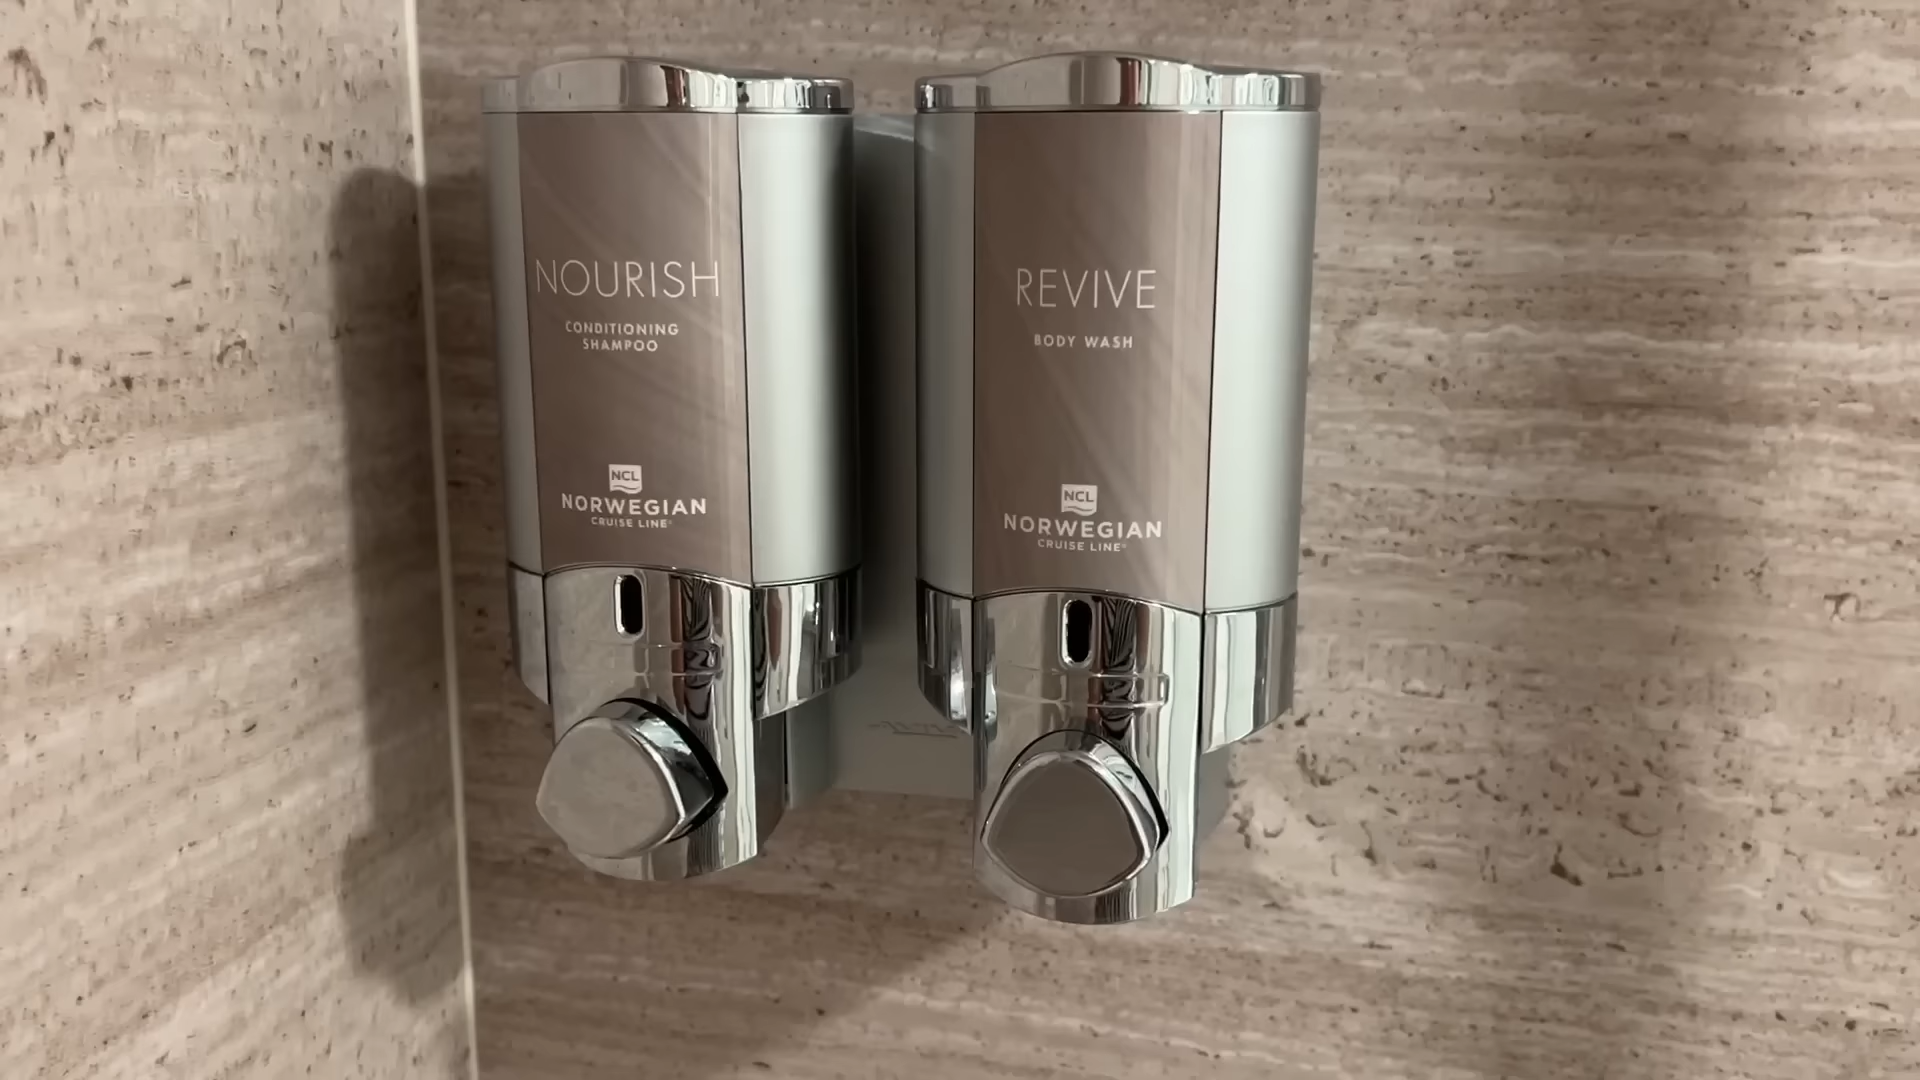 NOURISH
CONDITIONING
SHAMPOO
NCL
NORWEGIAN
CRUISE LINE®
REVIVE
BODY WASH
NCL
NORWEGIAN
CRUISE LINE®